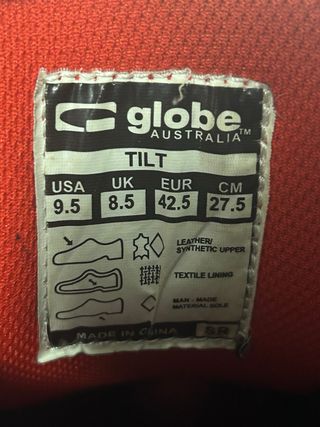 globe
AUSTRALIA™
TILT
USA UK EUR CM
9.5 8.5 42.5 27.5
LEATHER/
SYNTHETIC UPPER
TEXTILE LINING
MAN - MADE
MATERIAL SOLE
MADE IN CHINA SR